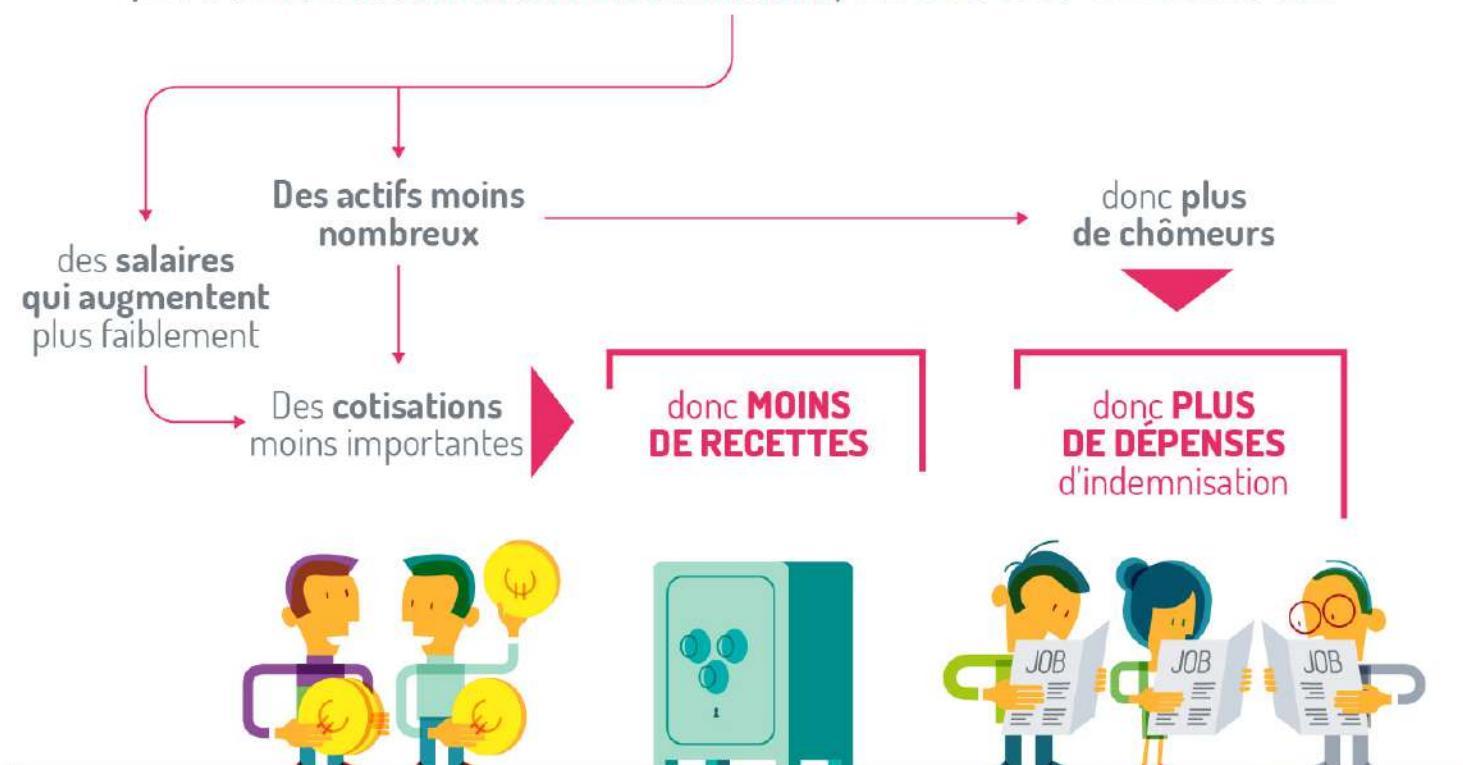 des salaires
qui augmentent
plus faiblement
Des actifs moins
nombreux
donc plus
de chômeurs
Des cotisations
moins importantes
donc MOINS
DE RECETTES
donc PLUS
DE DÉPENSES
d'indemnisation
JOB
JOB
JOB